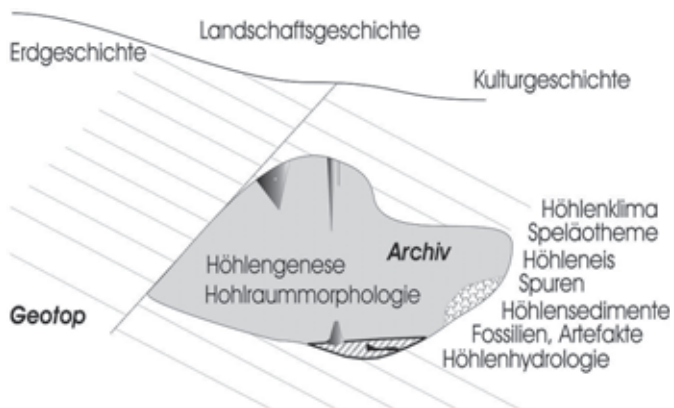 Landschaftsgeschichte
Erdgeschichte
Kulturgeschichte
Höhlenklima
Speläotheme
Archiv
Höhleneis
Höhlengenese
Spuren
Hohlraummorphologie
Höhlensedimente
Geotop
Fossilien, Artefakte
Höhlenhydrologie